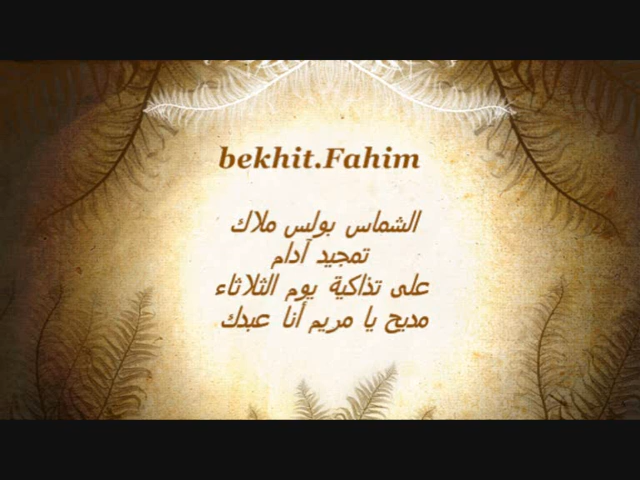 bekhit.Fahim
الشماس بولس ملاك
تمجيد آدام
على تذاكية يوم الثلاثاء
مديح يا مريم أنا عبدك